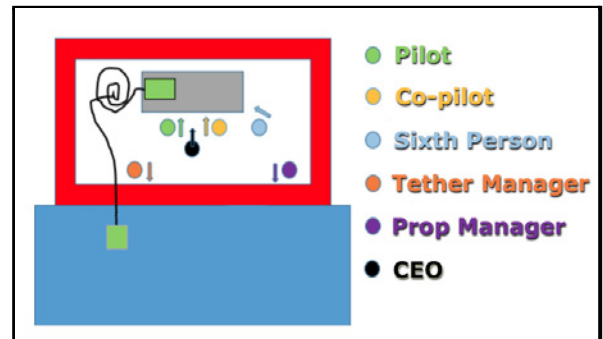 Pilot
Co-pilot
Sixth Person
Tether Manager
Prop Manager
CEO